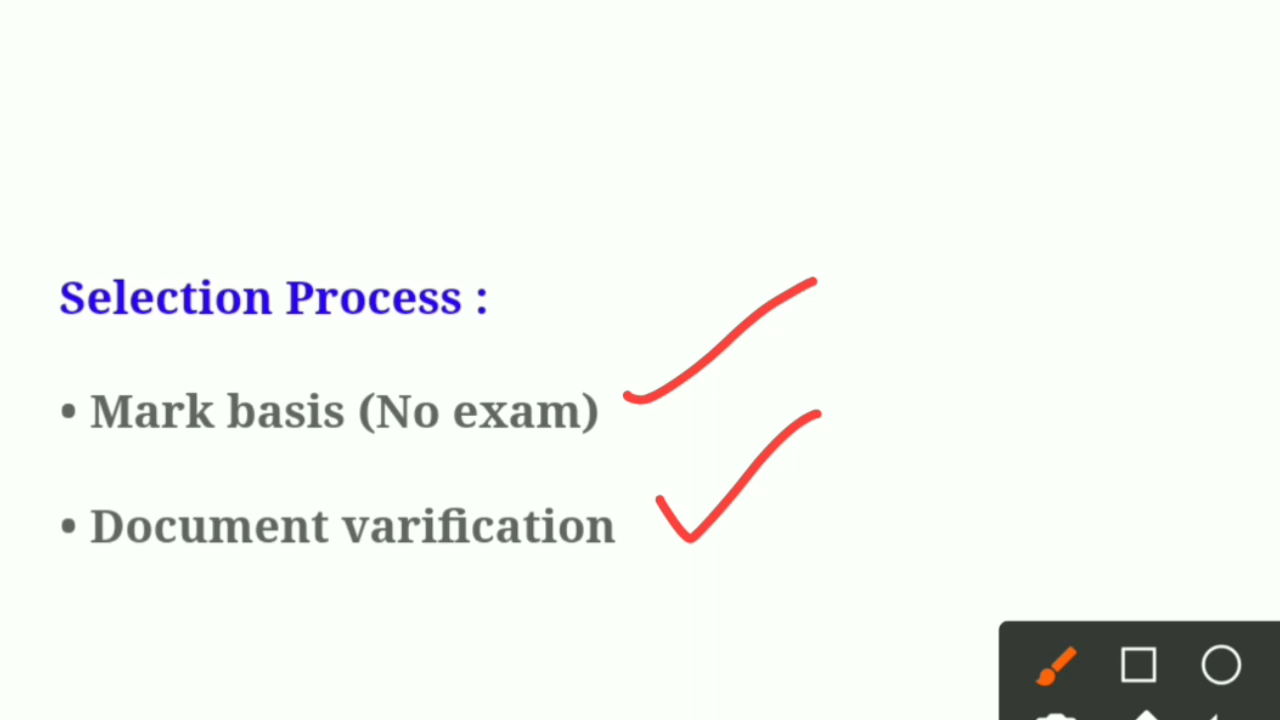 Selection Process :
• Mark basis (No exam)
• Document varification